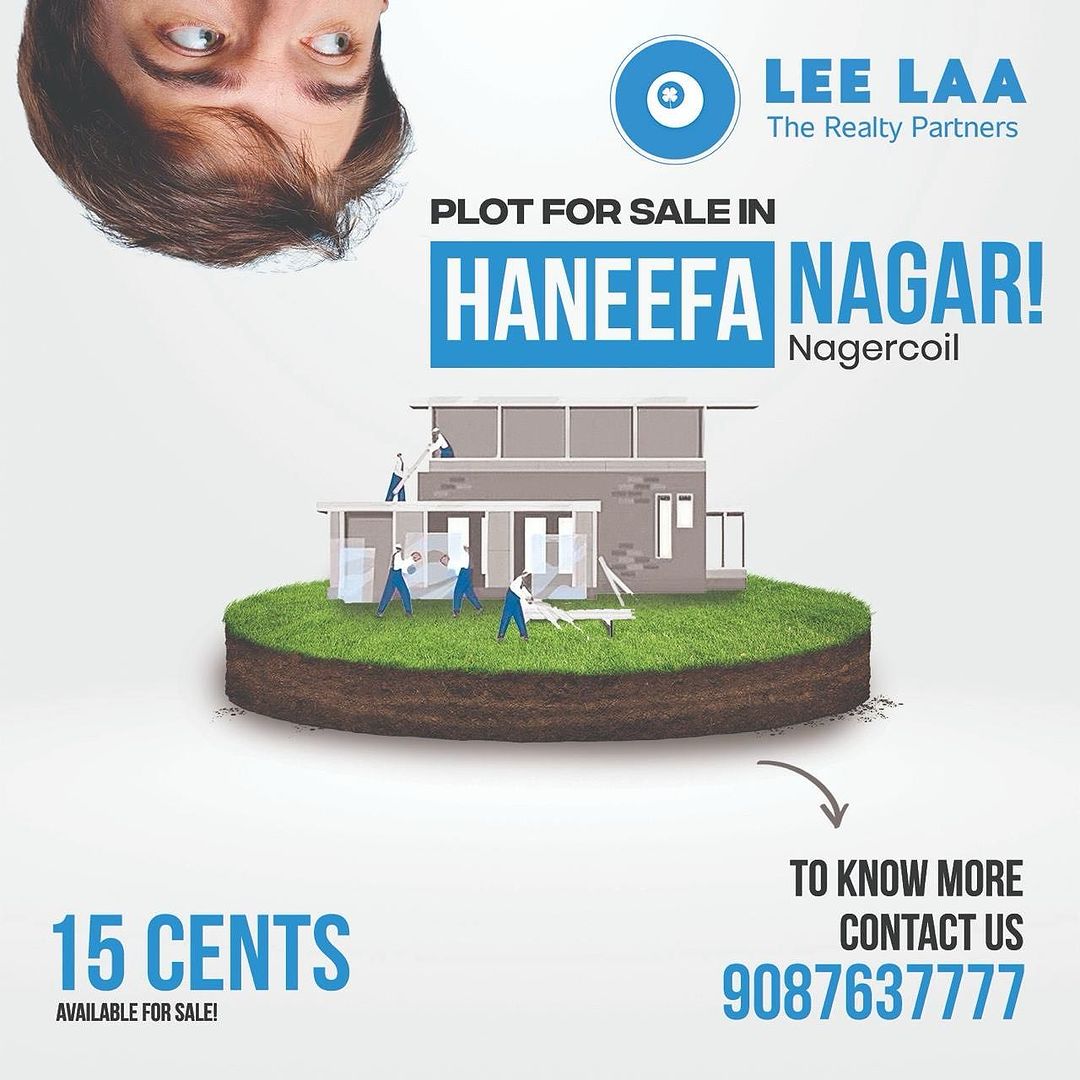 LEE LAA
The Realty Partners
PLOT FOR SALE IN
HANEEFA NAGAR!
Nagercoil
15 CENTS
AVAILABLE FOR SALE!
TO KNOW MORE
CONTACT US
9087637777